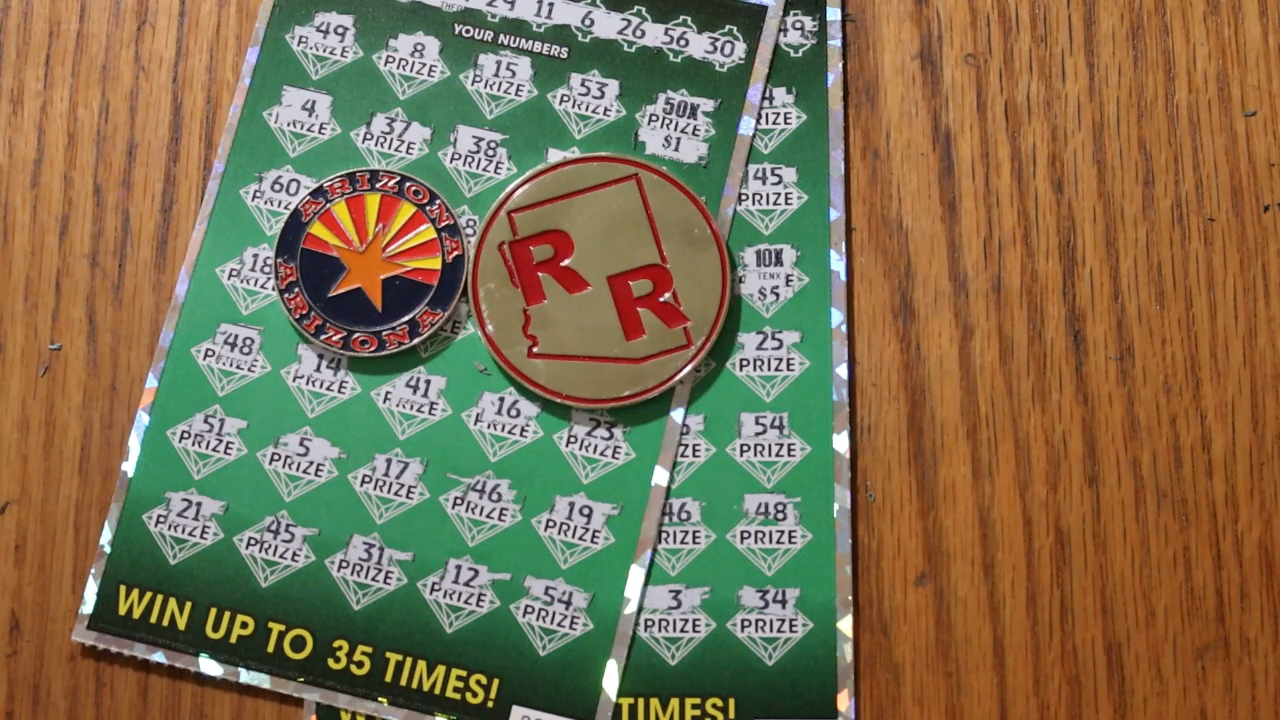 29 11 6 26 56 30
YOUR NUMBERS
49 8 15 53 50X
PRIZE PRIZE PRIZE PRIZE PRIZE
$1
4 37 38
PRIZE PRIZE PRIZE
60
18
48 14 41 16 23
PRIZE PRIZE PRIZE PRIZE PRIZE
51 5 17 46 19
PRIZE PRIZE PRIZE PRIZE PRIZE
21 45 31 12 54
PRIZE PRIZE PRIZE PRIZE PRIZE
WIN UP TO 35 TIMES!
ARIZONA
ARIZONA
R R
49
4
PRIZE
45
PRIZE
10X
TENX
$5
25
PRIZE
54
PRIZE
46 48
PRIZE PRIZE
3 34
PRIZE PRIZE
TIMES!